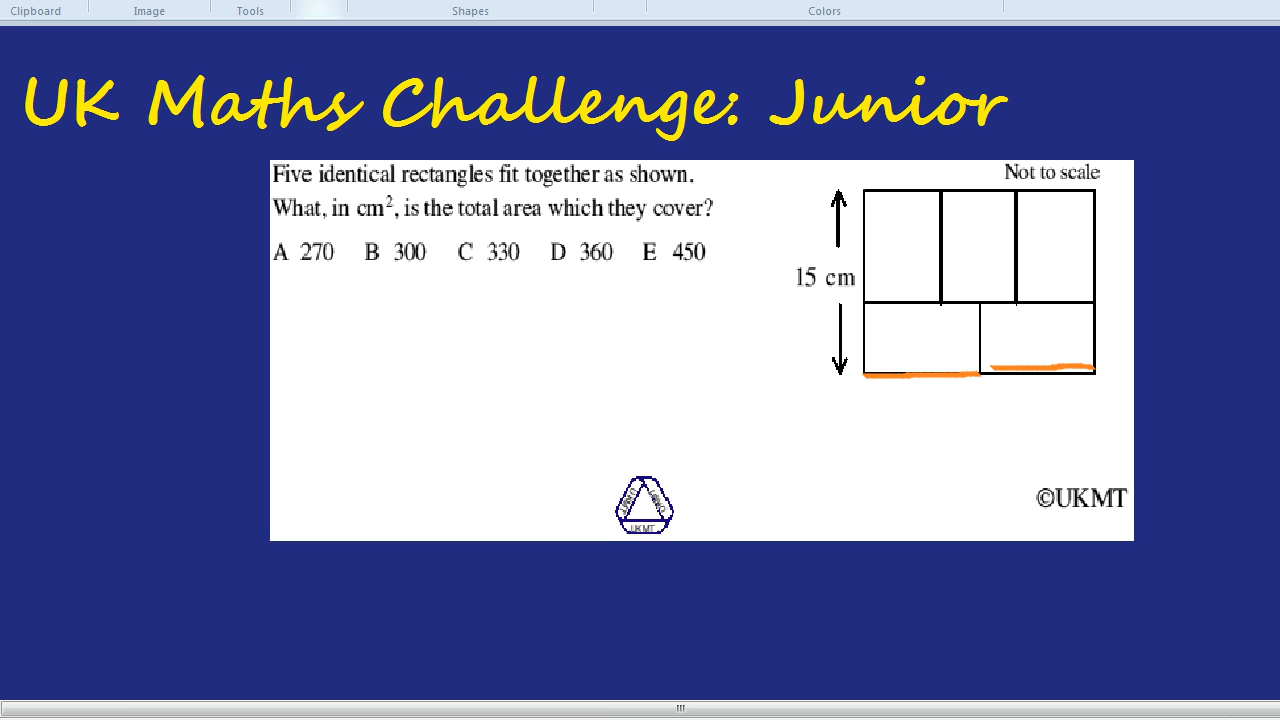 Clipboard Image Tools Shapes Colors
UK Maths Challenge: Junior
Five identical rectangles fit together as shown.
What, in cm², is the total area which they cover?
A 270 B 300 C 330 D 360 E 450
Not to scale
15 cm
UKMT
©UKMT